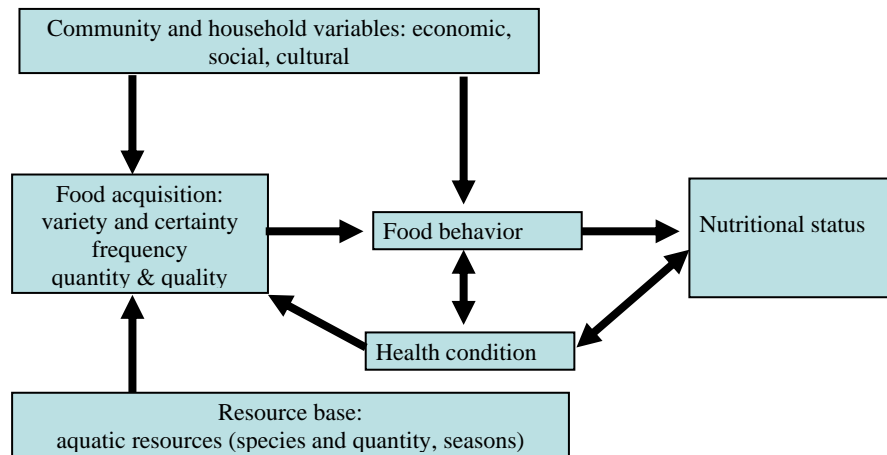 Community and household variables: economic,
social, cultural
Food acquisition:
variety and certainty
frequency
quantity & quality
Food behavior
Nutritional status
Health condition
Resource base:
aquatic resources (species and quantity, seasons)